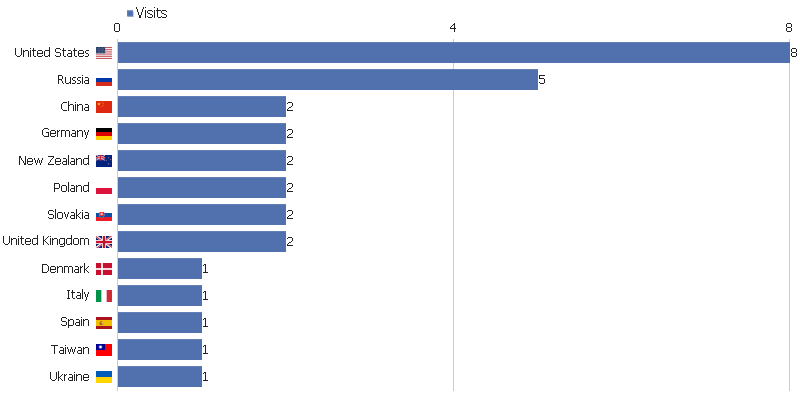 Visits
0 4 8
United States 8
Russia 5
China 2
Germany 2
New Zealand 2
Poland 2
Slovakia 2
United Kingdom 2
Denmark 1
Italy 1
Spain 1
Taiwan 1
Ukraine 1